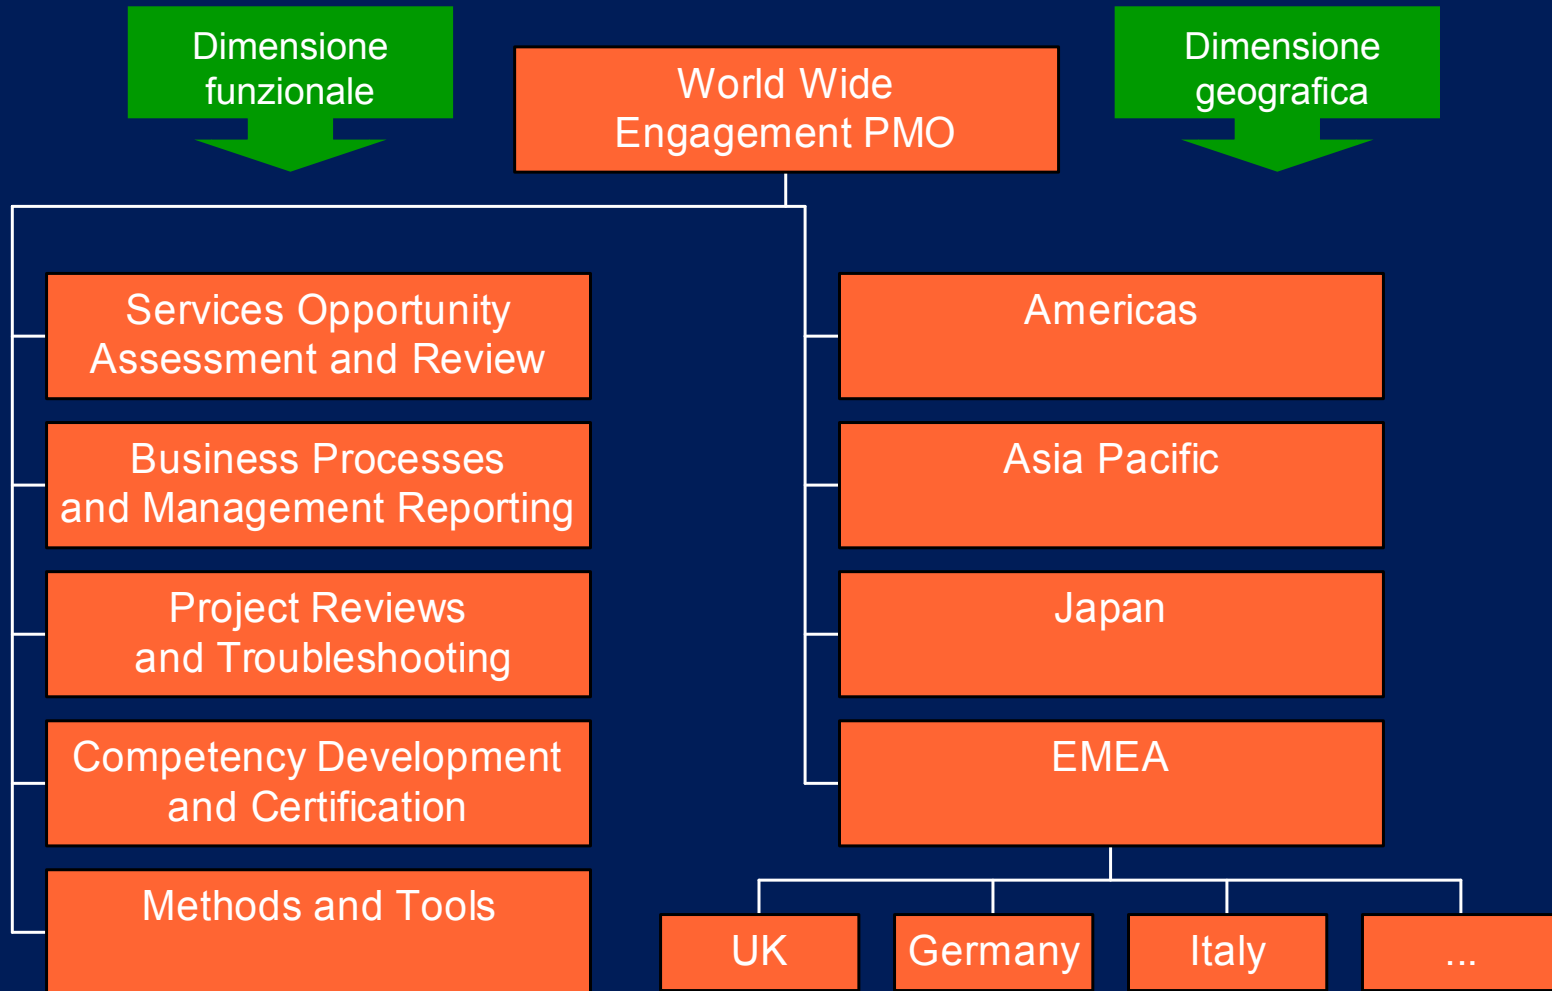 Dimensione
funzionale
World Wide
Engagement PMO
Dimensione
geografica
Services Opportunity
Assessment and Review
Business Processes
and Management Reporting
Project Reviews
and Troubleshooting
Competency Development
and Certification
Methods and Tools
Americas
Asia Pacific
Japan
EMEA
UK
Germany
Italy
...